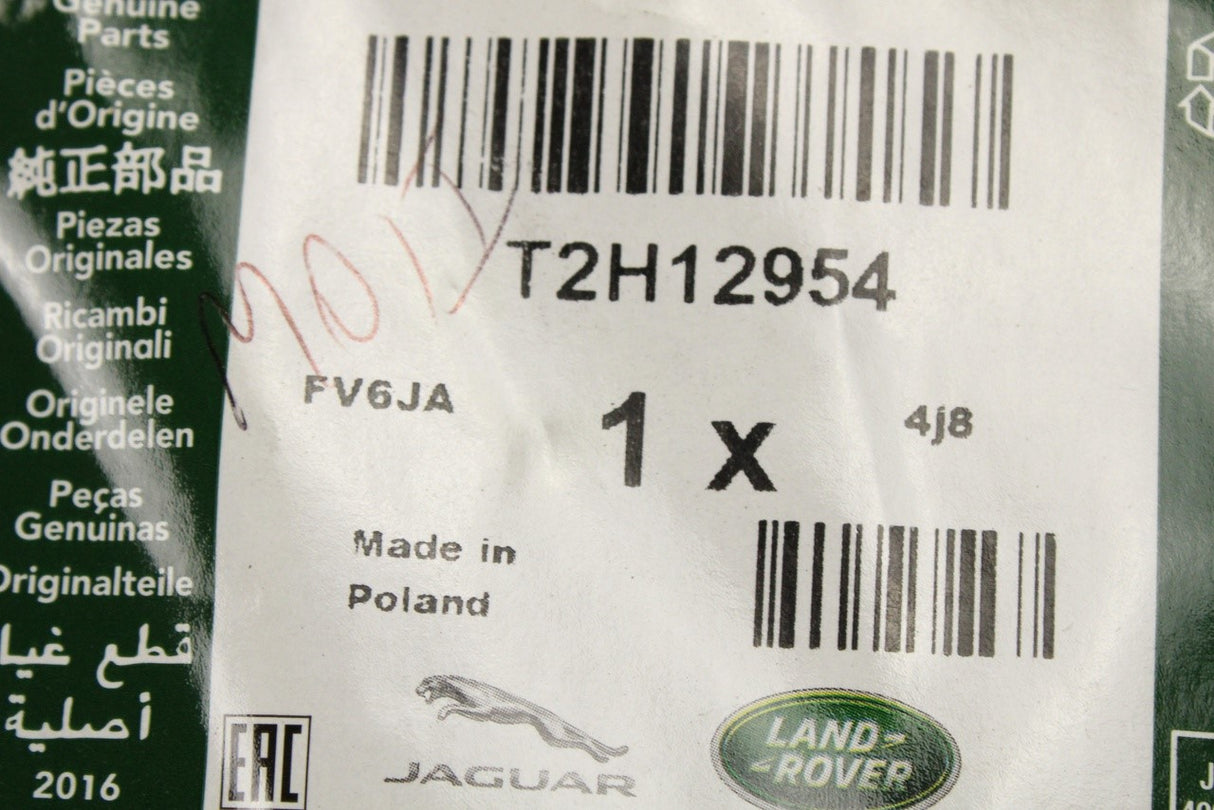 Genuine
Parts
Pièces
d'Origine
純正部品
Piezas
Originales
Ricambi
Originali
Originele
Onderdelen
Peças
Genuinas
Originalteile
قطع غيا
أصلية
2016
T2H12954
FV6JA
1 x
4j8
Made in
Poland
EAC
JAGUAR
LAND
ROVER